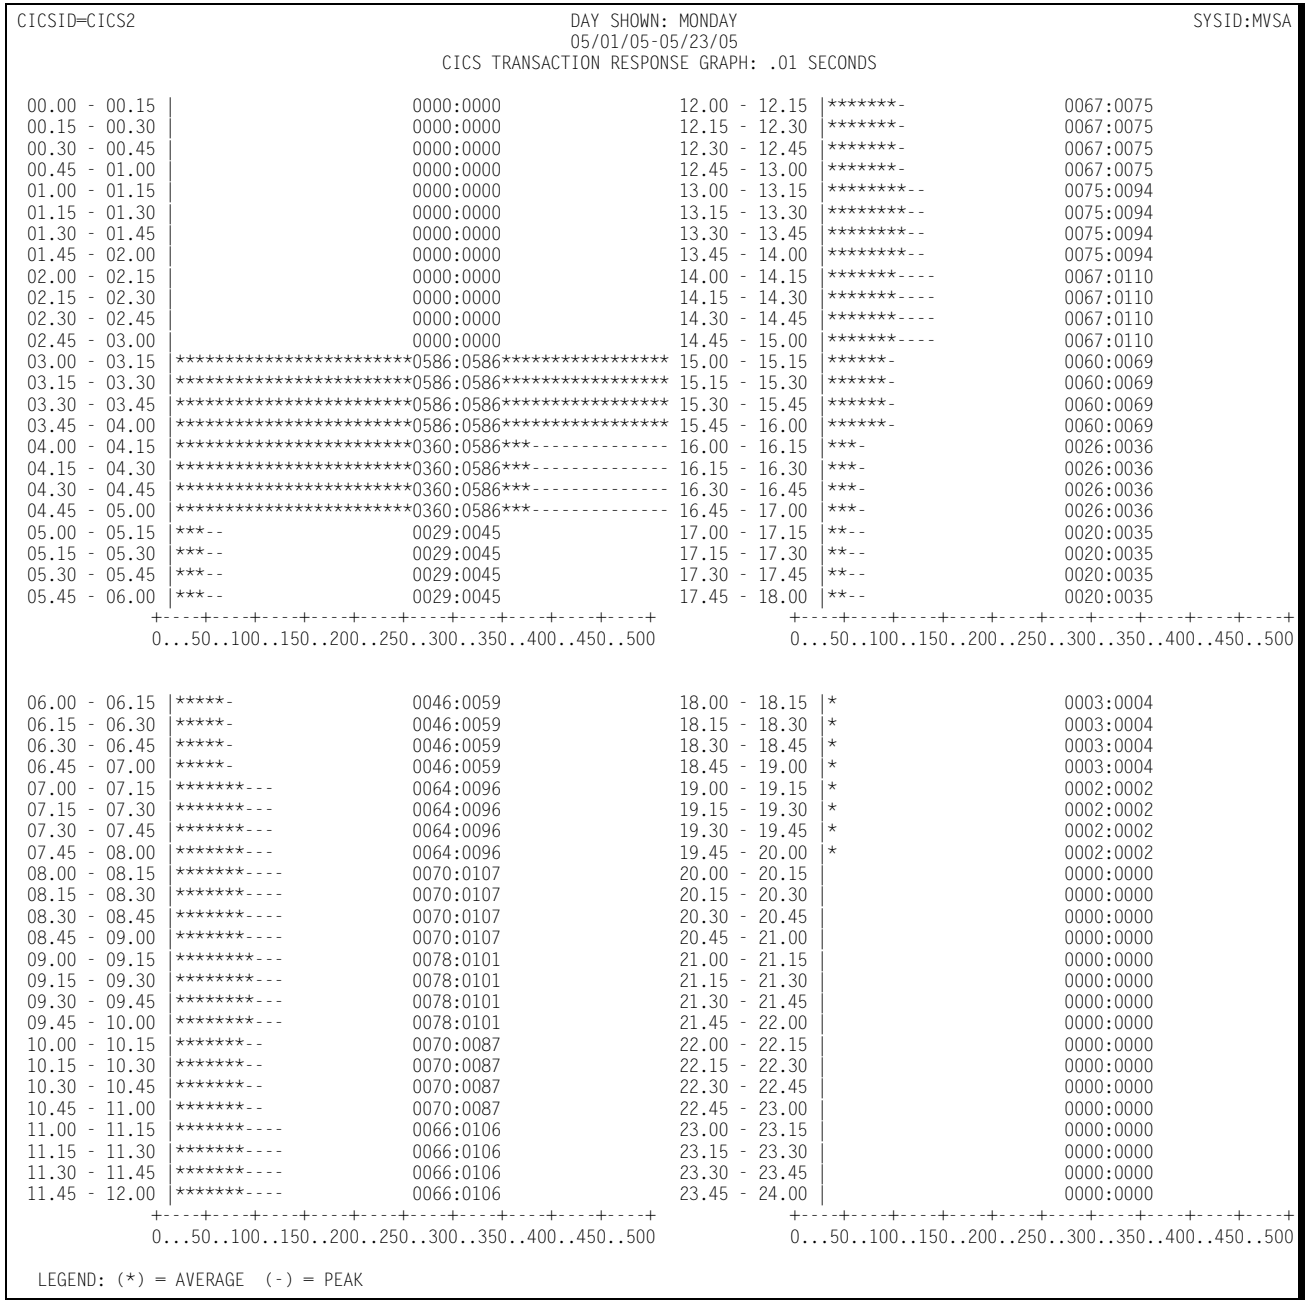 CICSID=CICS2 DAY SHOWN: MONDAY SYSID:MVSA
05/01/05-05/23/05
CICS TRANSACTION RESPONSE GRAPH: .01 SECONDS
00.00 - 00.15 | 0000:0000 12.00 - 12.15 |*******- 0067:0075
00.15 - 00.30 | 0000:0000 12.15 - 12.30 |*******- 0067:0075
00.30 - 00.45 | 0000:0000 12.30 - 12.45 |*******- 0067:0075
00.45 - 01.00 | 0000:0000 12.45 - 13.00 |*******- 0067:0075
01.00 - 01.15 | 0000:0000 13.00 - 13.15 |********-- 0075:0094
01.15 - 01.30 | 0000:0000 13.15 - 13.30 |********-- 0075:0094
01.30 - 01.45 | 0000:0000 13.30 - 13.45 |********-- 0075:0094
01.45 - 02.00 | 0000:0000 13.45 - 14.00 |********-- 0075:0094
02.00 - 02.15 | 0000:0000 14.00 - 14.15 |*******---- 0067:0110
02.15 - 02.30 | 0000:0000 14.15 - 14.30 |*******---- 0067:0110
02.30 - 02.45 | 0000:0000 14.30 - 14.45 |*******---- 0067:0110
02.45 - 03.00 | 0000:0000 14.45 - 15.00 |*******---- 0067:0110
03.00 - 03.15 |************************0586:0586***************** 15.00 - 15.15 |******- 0060:0069
03.15 - 03.30 |************************0586:0586***************** 15.15 - 15.30 |******- 0060:0069
03.30 - 03.45 |************************0586:0586***************** 15.30 - 15.45 |******- 0060:0069
03.45 - 04.00 |************************0586:0586***************** 15.45 - 16.00 |******- 0060:0069
04.00 - 04.15 |************************0360:0586***-------------- 16.00 - 16.15 |***- 0026:0036
04.15 - 04.30 |************************0360:0586***-------------- 16.15 - 16.30 |***- 0026:0036
04.30 - 04.45 |************************0360:0586***-------------- 16.30 - 16.45 |***- 0026:0036
04.45 - 05.00 |************************0360:0586***-------------- 16.45 - 17.00 |***- 0026:0036
05.00 - 05.15 |***-- 0029:0045 17.00 - 17.15 |**-- 0020:0035
05.15 - 05.30 |***-- 0029:0045 17.15 - 17.30 |**-- 0020:0035
05.30 - 05.45 |***-- 0029:0045 17.30 - 17.45 |**-- 0020:0035
05.45 - 06.00 |***-- 0029:0045 17.45 - 18.00 |**-- 0020:0035
+----+----+----+----+----+----+----+----+----+----+ +----+----+----+----+----+----+----+----+----+----+
0...50..100..150..200..250..300..350..400..450..500 0...50..100..150..200..250..300..350..400..450..500
06.00 - 06.15 |*****- 0046:0059 18.00 - 18.15 |* 0003:0004
06.15 - 06.30 |*****- 0046:0059 18.15 - 18.30 |* 0003:0004
06.30 - 06.45 |*****- 0046:0059 18.30 - 18.45 |* 0003:0004
06.45 - 07.00 |*****- 0046:0059 18.45 - 19.00 |* 0003:0004
07.00 - 07.15 |*******--- 0064:0096 19.00 - 19.15 |* 0002:0002
07.15 - 07.30 |*******--- 0064:0096 19.15 - 19.30 |* 0002:0002
07.30 - 07.45 |*******--- 0064:0096 19.30 - 19.45 |* 0002:0002
07.45 - 08.00 |*******--- 0064:0096 19.45 - 20.00 |* 0002:0002
08.00 - 08.15 |*******---- 0070:0107 20.00 - 20.15 | 0000:0000
08.15 - 08.30 |*******---- 0070:0107 20.15 - 20.30 | 0000:0000
08.30 - 08.45 |*******---- 0070:0107 20.30 - 20.45 | 0000:0000
08.45 - 09.00 |*******---- 0070:0107 20.45 - 21.00 | 0000:0000
09.00 - 09.15 |********--- 0078:0101 21.00 - 21.15 | 0000:0000
09.15 - 09.30 |********--- 0078:0101 21.15 - 21.30 | 0000:0000
09.30 - 09.45 |********--- 0078:0101 21.30 - 21.45 | 0000:0000
09.45 - 10.00 |********--- 0078:0101 21.45 - 22.00 | 0000:0000
10.00 - 10.15 |*******-- 0070:0087 22.00 - 22.15 | 0000:0000
10.15 - 10.30 |*******-- 0070:0087 22.15 - 22.30 | 0000:0000
10.30 - 10.45 |*******-- 0070:0087 22.30 - 22.45 | 0000:0000
10.45 - 11.00 |*******-- 0070:0087 22.45 - 23.00 | 0000:0000
11.00 - 11.15 |*******---- 0066:0106 23.00 - 23.15 | 0000:0000
11.15 - 11.30 |*******---- 0066:0106 23.15 - 23.30 | 0000:0000
11.30 - 11.45 |*******---- 0066:0106 23.30 - 23.45 | 0000:0000
11.45 - 12.00 |*******---- 0066:0106 23.45 - 24.00 | 0000:0000
+----+----+----+----+----+----+----+----+----+----+ +----+----+----+----+----+----+----+----+----+----+
0...50..100..150..200..250..300..350..400..450..500 0...50..100..150..200..250..300..350..400..450..500
LEGEND: (*) = AVERAGE (-) = PEAK